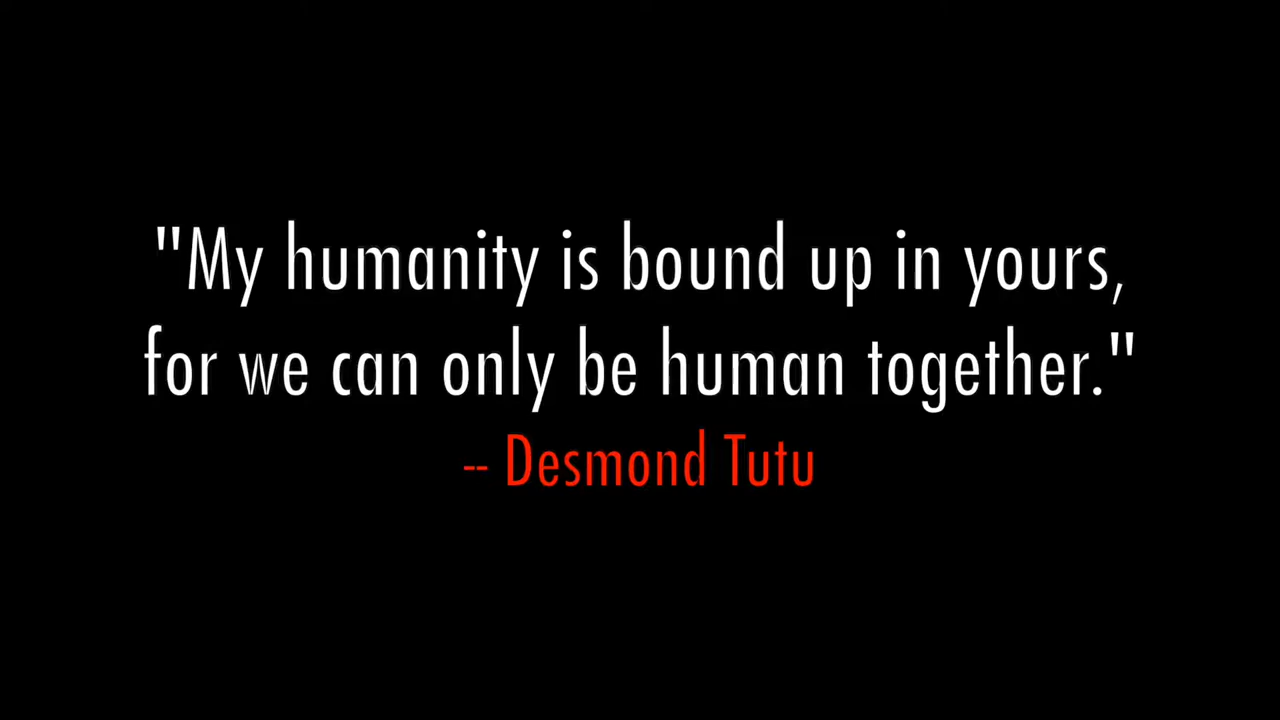 "My humanity is bound up in yours,
for we can only be human together."
-- Desmond Tutu